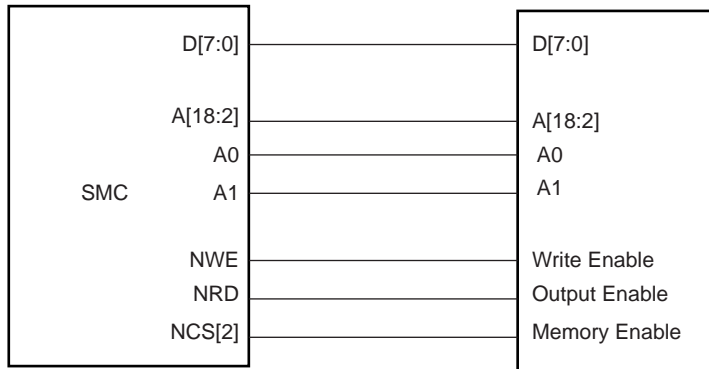 D[7:0] D[7:0]
A[18:2] A[18:2]
A0 A0
SMC A1 A1
NWE Write Enable
NRD Output Enable
NCS[2] Memory Enable